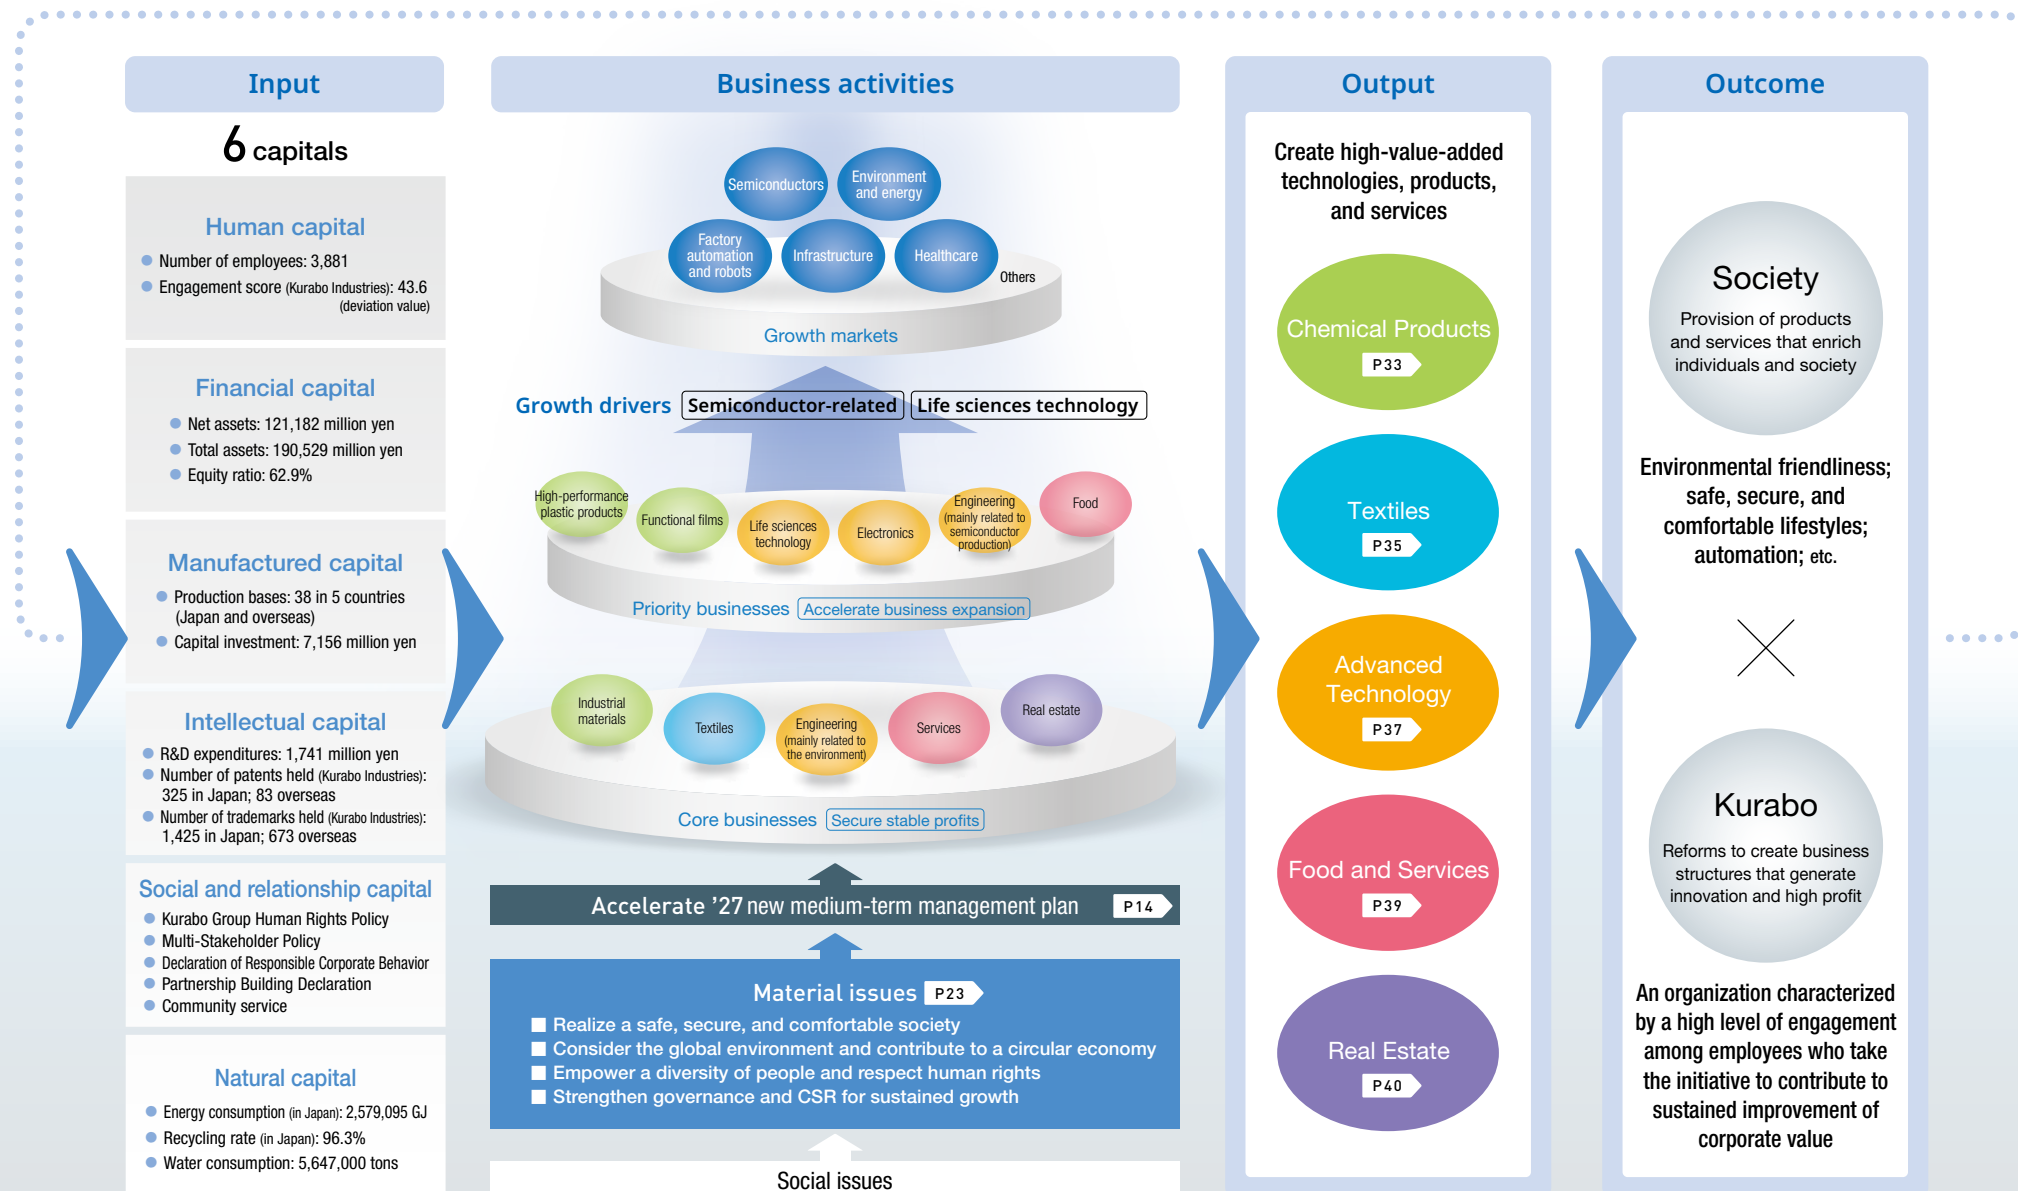 Input
6 capitals
Human capital
Number of employees: 3,881
Engagement score (Kurabo Industries): 43.6
(deviation value)
Financial capital
Net assets: 121,182 million yen
Total assets: 190,529 million yen
Equity ratio: 62.9%
Manufactured capital
Production bases: 38 in 5 countries
(Japan and overseas)
Capital investment: 7,156 million yen
Intellectual capital
R&D expenditures: 1,741 million yen
Number of patents held (Kurabo Industries):
325 in Japan; 83 overseas
Number of trademarks held (Kurabo Industries):
1,425 in Japan; 673 overseas
Social and relationship capital
Kurabo Group Human Rights Policy
Multi-Stakeholder Policy
Declaration of Responsible Corporate Behavior
Partnership Building Declaration
Community service
Natural capital
Energy consumption (in Japan): 2,579,095 GJ
Recycling rate (in Japan): 96.3%
Water consumption: 5,647,000 tons
Business activities
Semiconductors
Environment
and energy
Factory
automation
and robots
Infrastructure
Healthcare
Others
Growth markets
Growth drivers Semiconductor-related Life sciences technology
High-performance
plastic products
Functional films
Life sciences
technology
Electronics
Engineering
(mainly related to
semiconductor
production)
Food
Priority businesses Accelerate business expansion
Industrial
materials
Textiles
Engineering
(mainly related to
the environment)
Services
Real estate
Core businesses Secure stable profits
Accelerate ’27 new medium-term management plan P14
Material issues P23
Realize a safe, secure, and comfortable society
Consider the global environment and contribute to a circular economy
Empower a diversity of people and respect human rights
Strengthen governance and CSR for sustained growth
Social issues
Output
Create high-value-added
technologies, products,
and services
Chemical Products
P33
Textiles
P35
Advanced
Technology
P37
Food and Services
P39
Real Estate
P40
Outcome
Society
Provision of products
and services that enrich
individuals and society
Environmental friendliness;
safe, secure, and
comfortable lifestyles;
automation; etc.
Kurabo
Reforms to create business
structures that generate
innovation and high profit
An organization characterized
by a high level of engagement
among employees who take
the initiative to contribute to
sustained improvement of
corporate value